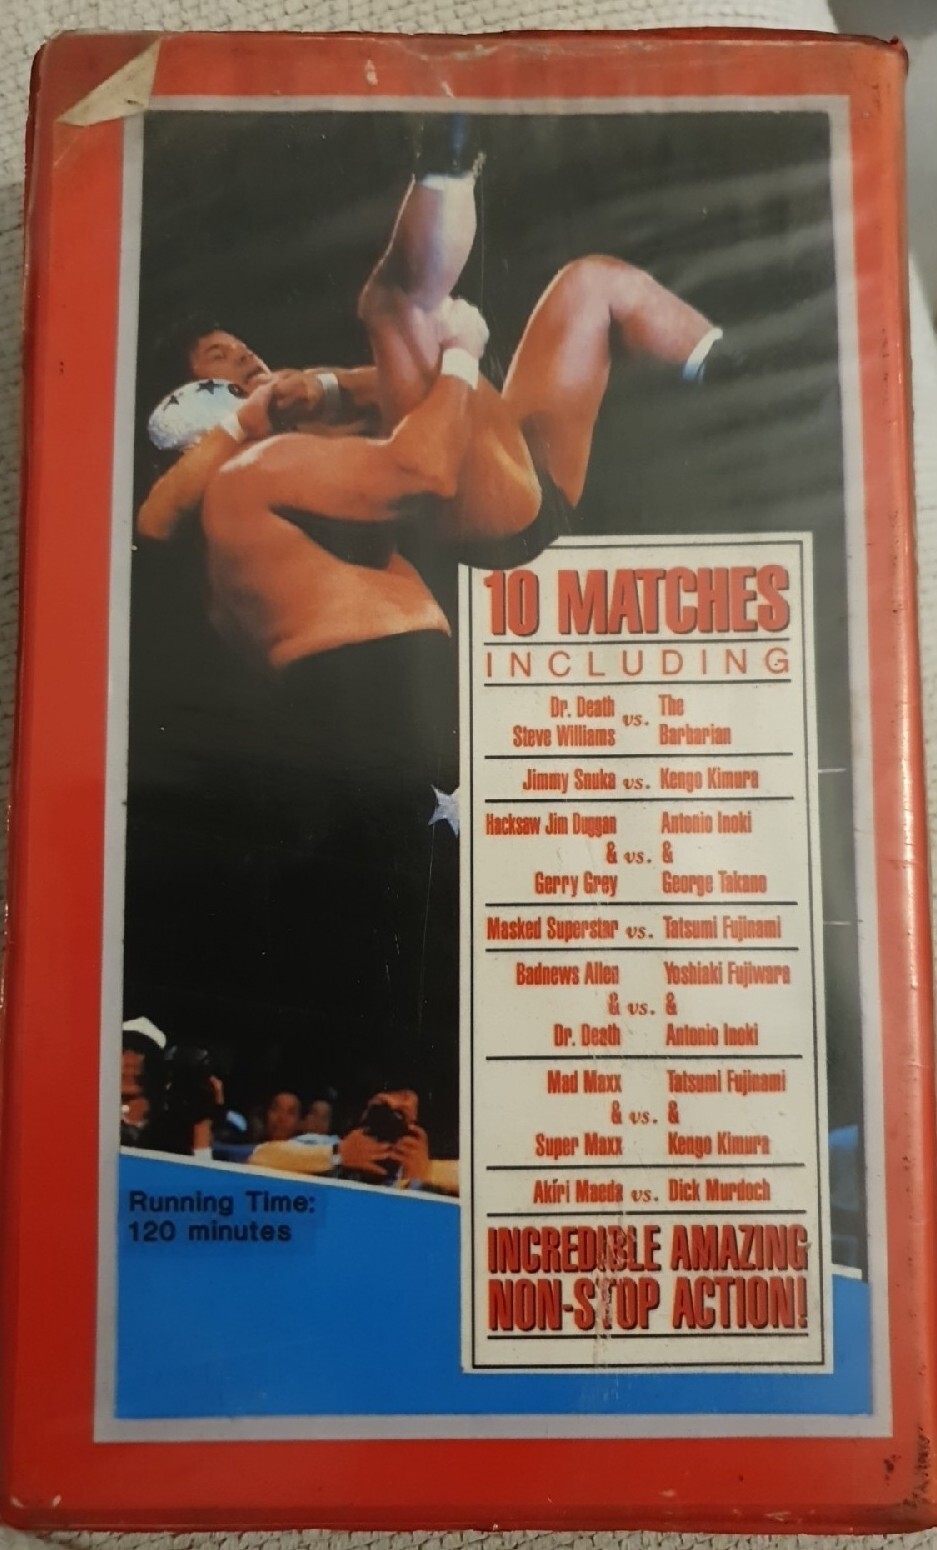 10 MATCHES
INCLUDING
Dr. Death vs. The
Steve Williams Barbarian
Jimmy Snuka vs. Kengo Kimura
Hacksaw Jim Duggan Antonio Inoki
& vs. &
Gerry Grey George Takano
Masked Superstar vs. Tatsumi Fujinami
Badnews Allen Yoshiaki Fujiwara
& vs. &
Dr. Death Antonio Inoki
Mad Maxx Tatsumi Fujinami
& vs. &
Super Maxx Kengo Kimura
Akiri Maeda vs. Dick Murdoch
INCREDIBLE AMAZING
NON-STOP ACTION!
Running Time:
120 minutes